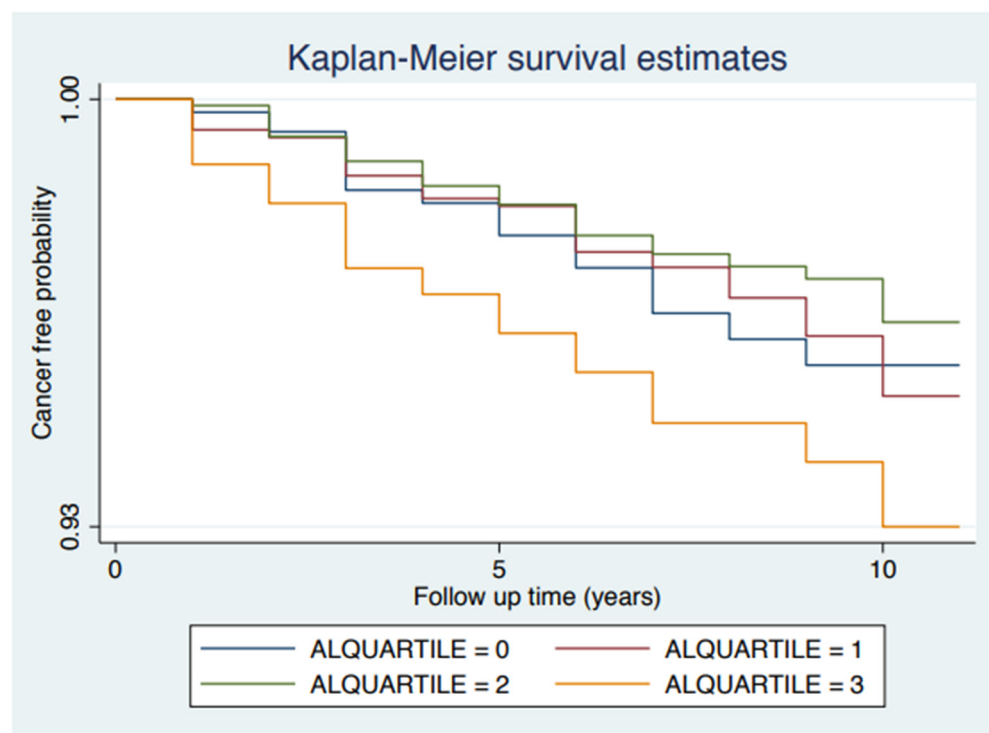 Kaplan-Meier survival estimates
1.00
Cancer free probability
0.93
0 5 10
Follow up time (years)
ALQUARTILE = 0 ALQUARTILE = 1
ALQUARTILE = 2 ALQUARTILE = 3